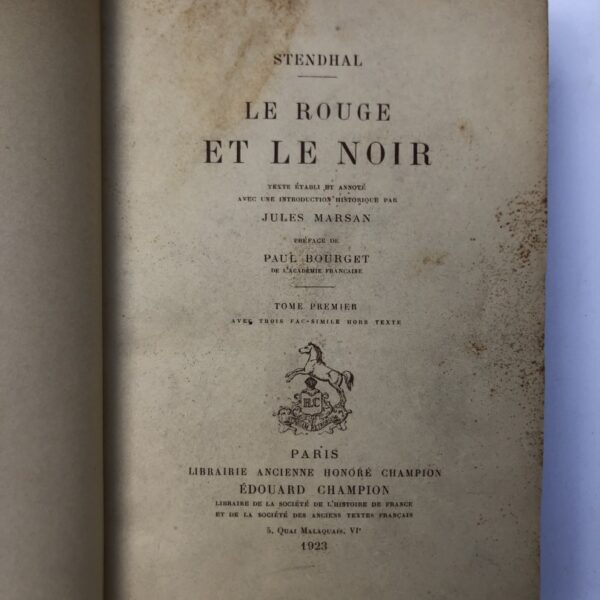 STENDHAL
LE ROUGE
ET LE NOIR
TEXTE ÉTABLI ET ANNOTÉ
AVEC UNE INTRODUCTION HISTORIQUE PAR
JULES MARSAN
PRÉFACE DE
PAUL BOURGET
DE L'ACADÉMIE FRANÇAISE
TOME PREMIER
AVEC TROIS FAC-SIMILE HORS TEXTE
H.C
PARIS
LIBRAIRIE ANCIENNE HONORÉ CHAMPION
ÉDOUARD CHAMPION
LIBRAIRE DE LA SOCIÉTÉ DE L'HISTOIRE DE FRANCE
ET DE LA SOCIÉTÉ DES ANCIENS TEXTES FRANÇAIS
5, QUAI MALAQUAIS, VIe
1923